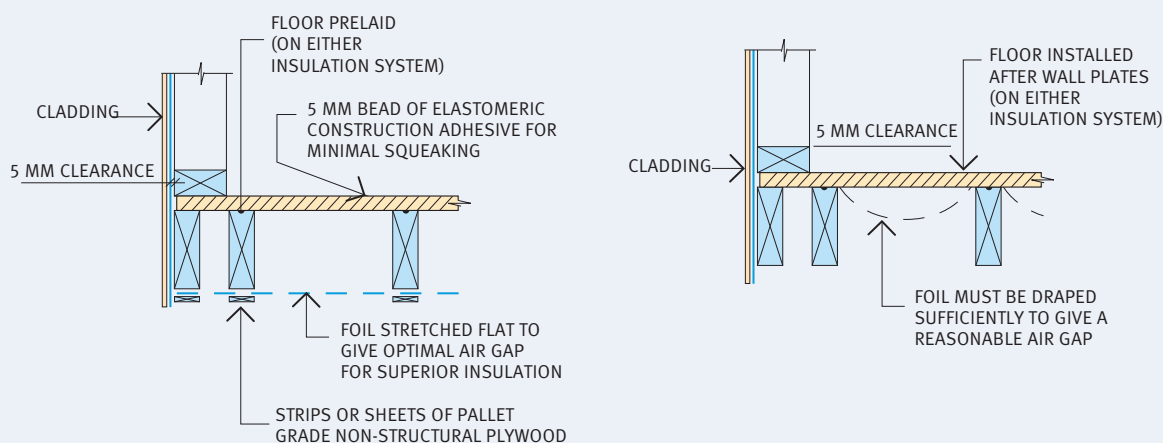 FLOOR PRELAID
(ON EITHER
INSULATION SYSTEM)
CLADDING
5 MM BEAD OF ELASTOMERIC
CONSTRUCTION ADHESIVE FOR
MINIMAL SQUEAKING
5 MM CLEARANCE
FOIL STRETCHED FLAT TO
GIVE OPTIMAL AIR GAP
FOR SUPERIOR INSULATION
STRIPS OR SHEETS OF PALLET
GRADE NON-STRUCTURAL PLYWOOD
FLOOR INSTALLED
AFTER WALL PLATES
(ON EITHER
INSULATION SYSTEM)
5 MM CLEARANCE
CLADDING
FOIL MUST BE DRAPED
SUFFICIENTLY TO GIVE A
REASONABLE AIR GAP